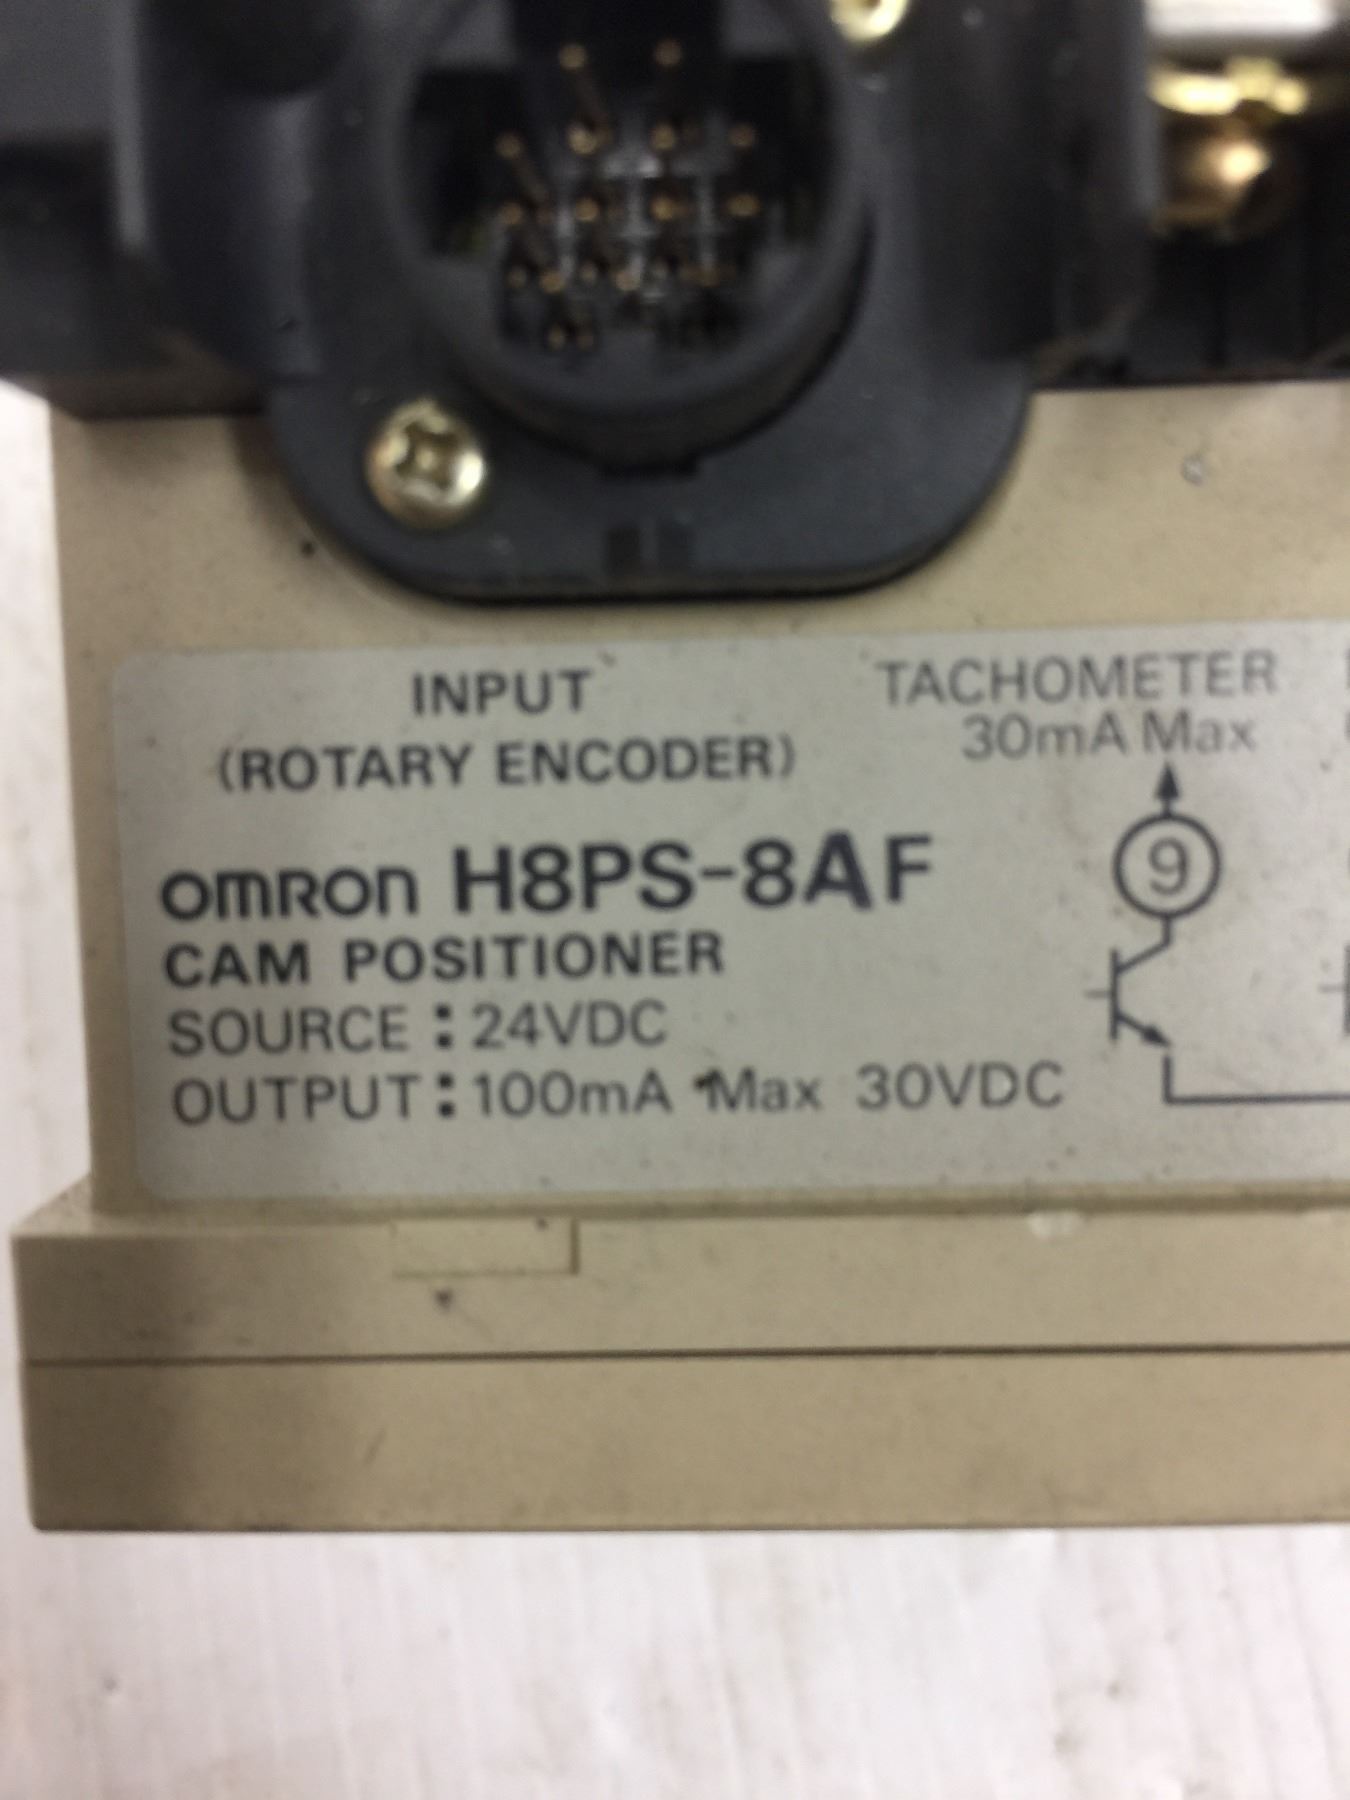 INPUT
(ROTARY ENCODER)
TACHOMETER
30mA Max
9
omron H8PS-8AF
CAM POSITIONER
SOURCE : 24VDC
OUTPUT : 100mA Max 30VDC